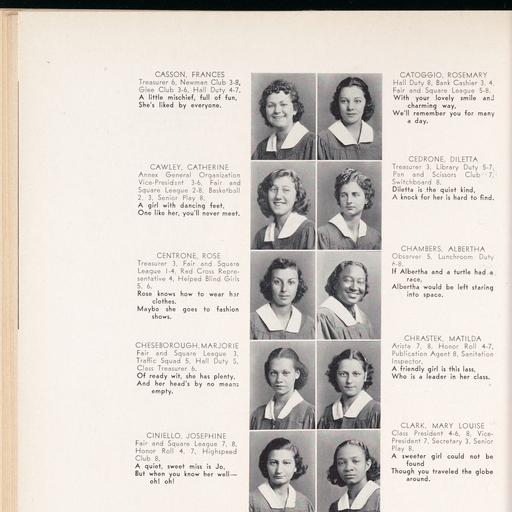 CASSON, FRANCES
Treasurer 6, Newman Club 3-8,
Glee Club 3-6, Hall Duty 4-7.
A little mischief, full of fun,
She's liked by everyone.
CAWLEY, CATHERINE
Annex General Organization
Vice-President 3-6, Fair and
Square League 2-8, Basketball
2, 3, Senior Play 8.
A girl with dancing feet,
One like her, you'll never meet.
CENTRONE, ROSE
Treasurer 3, Fair and Square
League 1-4, Red Cross Repre-
sentative 4, Helped Blind Girls
5, 6.
Rose knows how to wear her
clothes.
Maybe she goes to fashion
shows.
CHESEBOROUGH, MARJORIE
Fair and Square League 3,
Traffic Squad 5, Hall Duty 5,
Class Treasurer 6.
Of ready wit, she has plenty,
And her head's by no means
empty.
CINIELLO, JOSEPHINE
Fair and Square League 7, 8,
Honor Roll 4, 7, Highspeed
Club 8.
A quiet, sweet miss is Jo,
But when you know her well—
oh! oh!
CATOGGIO, ROSEMARY
Hall Duty 8, Bank Cashier 3, 4,
Fair and Square League 5-8.
With your lovely smile and
charming way,
We'll remember you for many
a day.
CEDRONE, DILETTA
Treasurer 3, Library Duty 5-7,
Pen and Scissors Club 7,
Switchboard 8.
Diletta is the quiet kind,
A knock for her is hard to find.
CHAMBERS, ALBERTHA
Observer 5, Lunchroom Duty
6-8.
If Albertha and a turtle had a
race,
Albertha would be left staring
into space.
CHRASTEK, MATILDA
Arista 7, 8, Honor Roll 4-7,
Publication Agent 8, Sanitation
Inspector.
A friendly girl is this lass,
Who is a leader in her class.
CLARK, MARY LOUISE
Class President 4-6, 8, Vice-
President 7, Secretary 3, Senior
Play 8.
A sweeter girl could not be
found
Though you traveled the globe
around.